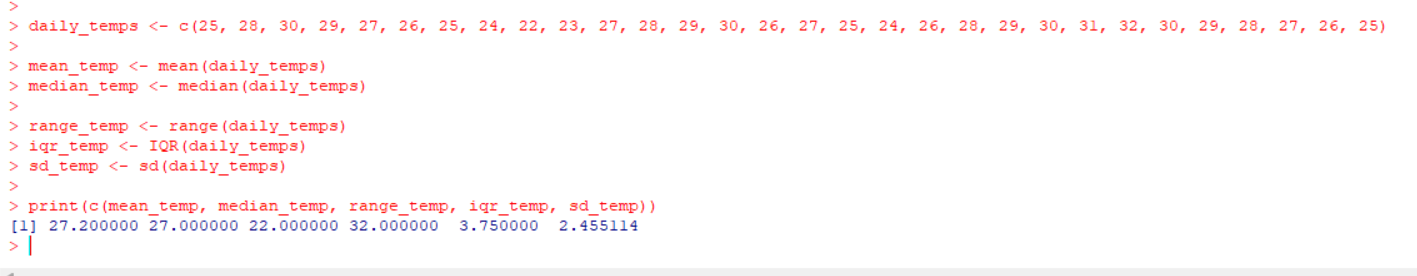 >
> daily_temps <- c(25, 28, 30, 29, 27, 26, 25, 24, 22, 23, 27, 28, 29, 30, 26, 27, 25, 24, 26, 28, 29, 30, 31, 32, 30, 29, 28, 27, 26, 25)
>
> mean_temp <- mean(daily_temps)
> median_temp <- median(daily_temps)
>
> range_temp <- range(daily_temps)
> iqr_temp <- IQR(daily_temps)
> sd_temp <- sd(daily_temps)
>
> print(c(mean_temp, median_temp, range_temp, iqr_temp, sd_temp))
[1] 27.200000 27.000000 22.000000 32.000000  3.750000  2.455114
>